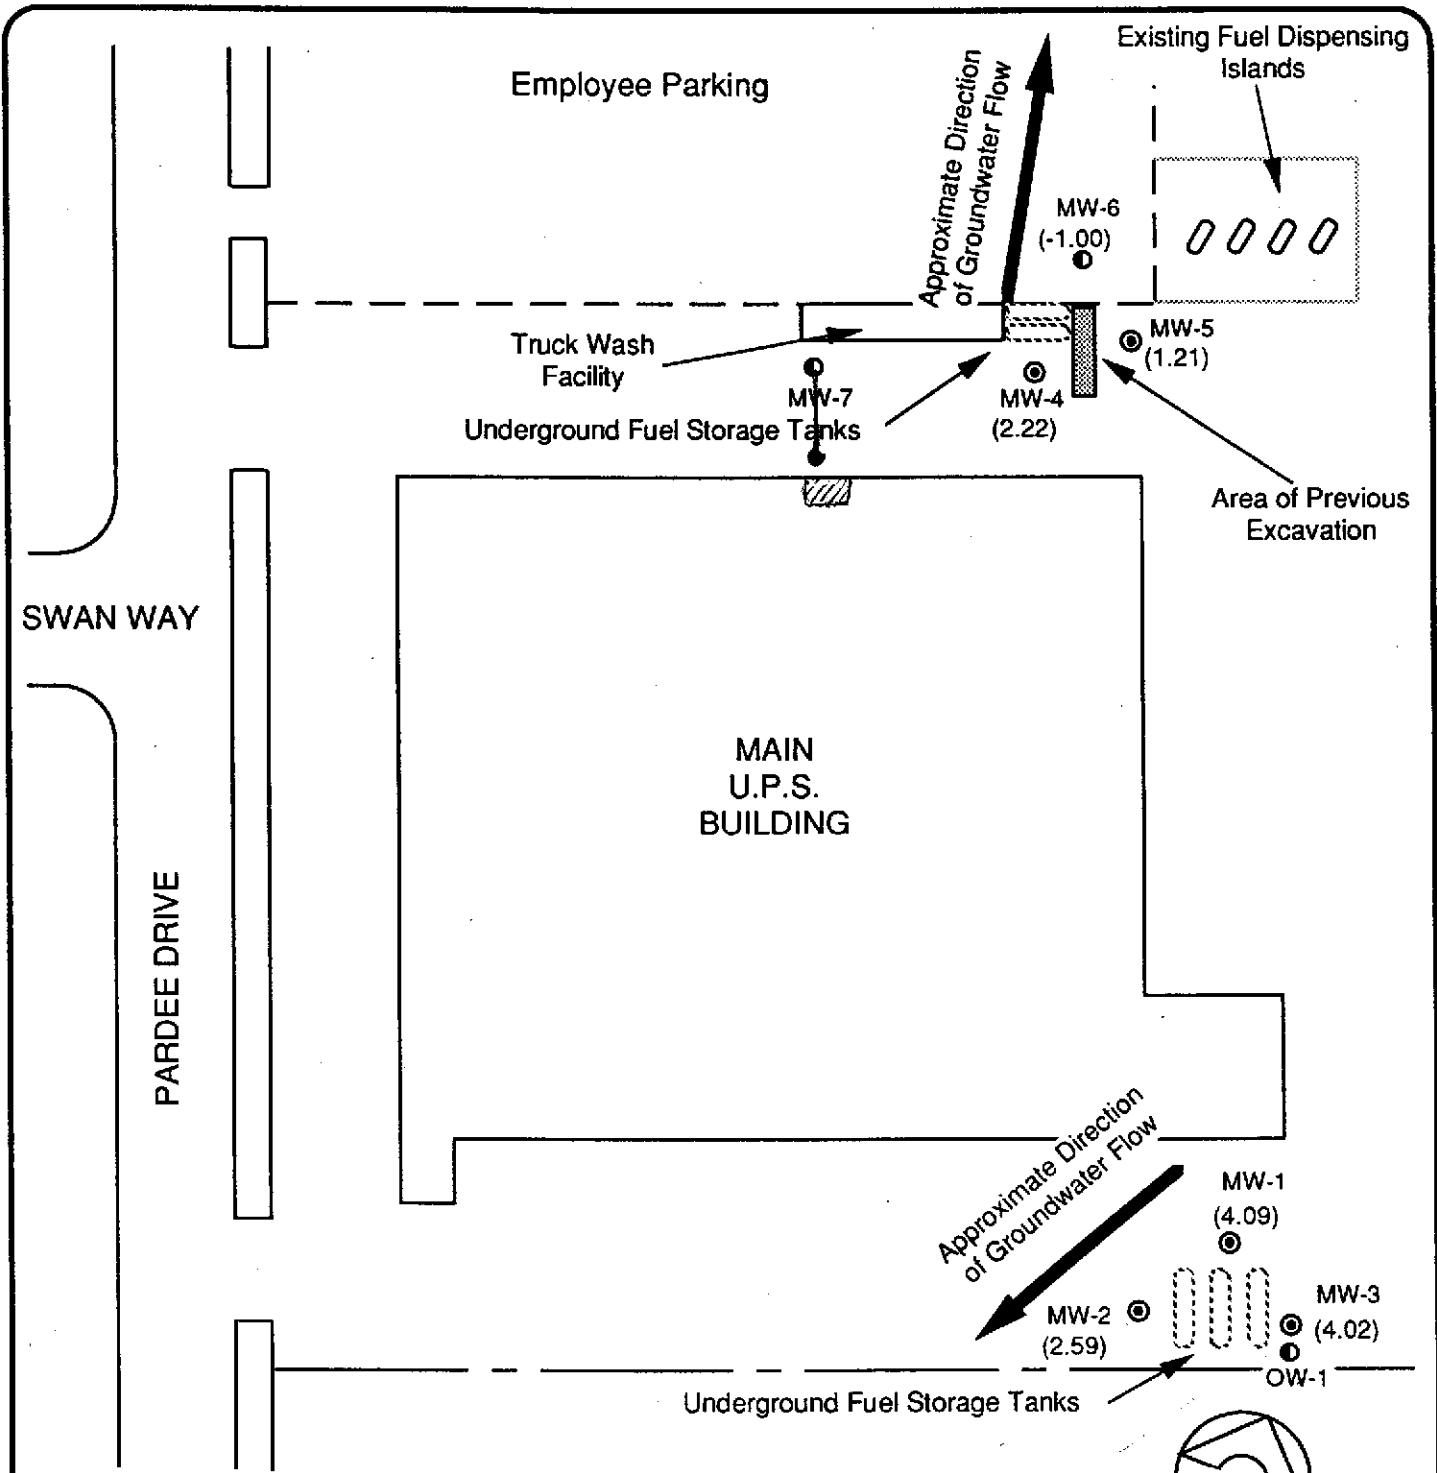 Existing Fuel Dispensing
Islands
Employee Parking
Approximate Direction
of Groundwater Flow
MW-6
(-1.00)
MW-5
(1.21)
Truck Wash
Facility
MW-7
MW-4
(2.22)
Underground Fuel Storage Tanks
Area of Previous
Excavation
SWAN WAY
MAIN
U.P.S.
BUILDING
PARDEE DRIVE
Approximate Direction
of Groundwater Flow
MW-1
(4.09)
MW-2
(2.59)
MW-3
(4.02)
OW-1
Underground Fuel Storage Tanks